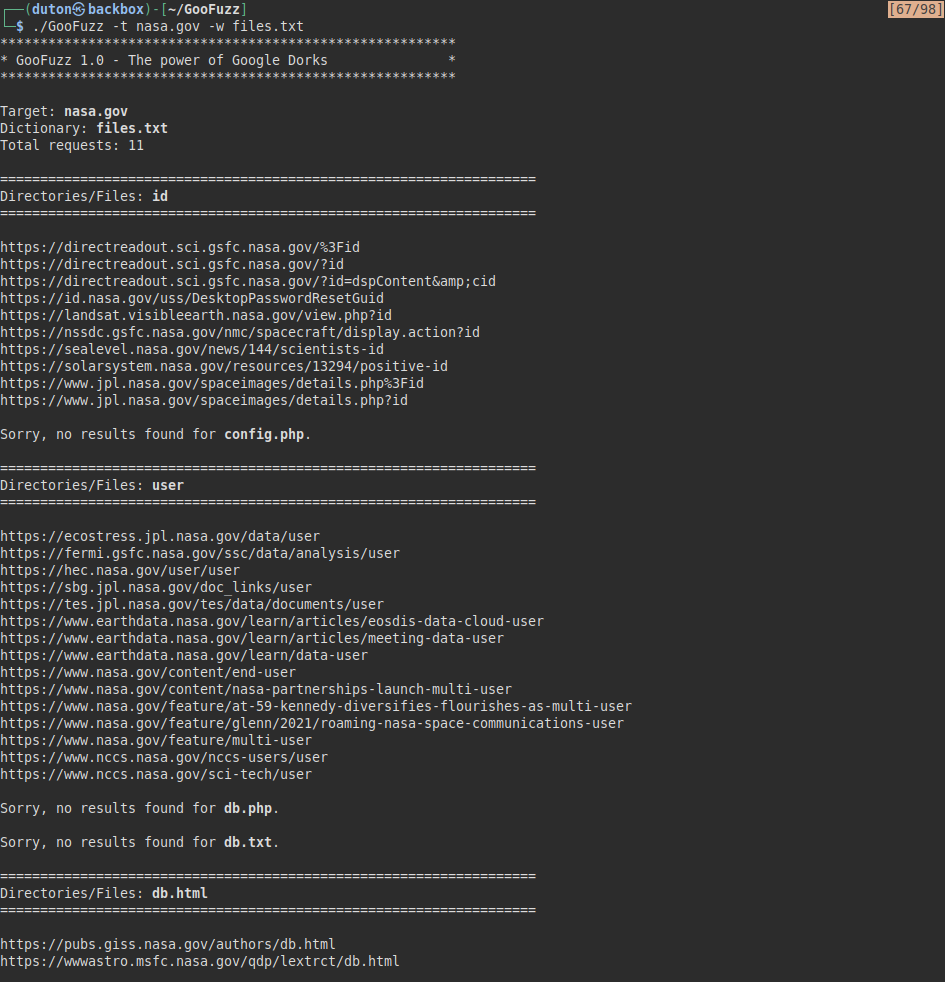 ┌──(duton㉿backbox)-[~/GooFuzz] [67/98]
└─$ ./GooFuzz -t nasa.gov -w files.txt
*********************************************************
* GooFuzz 1.0 - The power of Google Dorks               *
*********************************************************
Target: nasa.gov
Dictionary: files.txt
Total requests: 11
===================================================================
Directories/Files: id
===================================================================
https://directreadout.sci.gsfc.nasa.gov/%3Fid
https://directreadout.sci.gsfc.nasa.gov/?id
https://directreadout.sci.gsfc.nasa.gov/?id=dspContent&amp;cid
https://id.nasa.gov/uss/DesktopPasswordResetGuid
https://landsat.visibleearth.nasa.gov/view.php?id
https://nssdc.gsfc.nasa.gov/nmc/spacecraft/display.action?id
https://sealevel.nasa.gov/news/144/scientists-id
https://solarsystem.nasa.gov/resources/13294/positive-id
https://www.jpl.nasa.gov/spaceimages/details.php%3Fid
https://www.jpl.nasa.gov/spaceimages/details.php?id
Sorry, no results found for config.php.
===================================================================
Directories/Files: user
===================================================================
https://ecostress.jpl.nasa.gov/data/user
https://fermi.gsfc.nasa.gov/ssc/data/analysis/user
https://hec.nasa.gov/user/user
https://sbg.jpl.nasa.gov/doc_links/user
https://tes.jpl.nasa.gov/tes/data/documents/user
https://www.earthdata.nasa.gov/learn/articles/eosdis-data-cloud-user
https://www.earthdata.nasa.gov/learn/articles/meeting-data-user
https://www.earthdata.nasa.gov/learn/data-user
https://www.nasa.gov/content/end-user
https://www.nasa.gov/content/nasa-partnerships-launch-multi-user
https://www.nasa.gov/feature/at-59-kennedy-diversifies-flourishes-as-multi-user
https://www.nasa.gov/feature/glenn/2021/roaming-nasa-space-communications-user
https://www.nasa.gov/feature/multi-user
https://www.nccs.nasa.gov/nccs-users/user
https://www.nccs.nasa.gov/sci-tech/user
Sorry, no results found for db.php.
Sorry, no results found for db.txt.
===================================================================
Directories/Files: db.html
===================================================================
https://pubs.giss.nasa.gov/authors/db.html
https://wwwastro.msfc.nasa.gov/qdp/lextrct/db.html